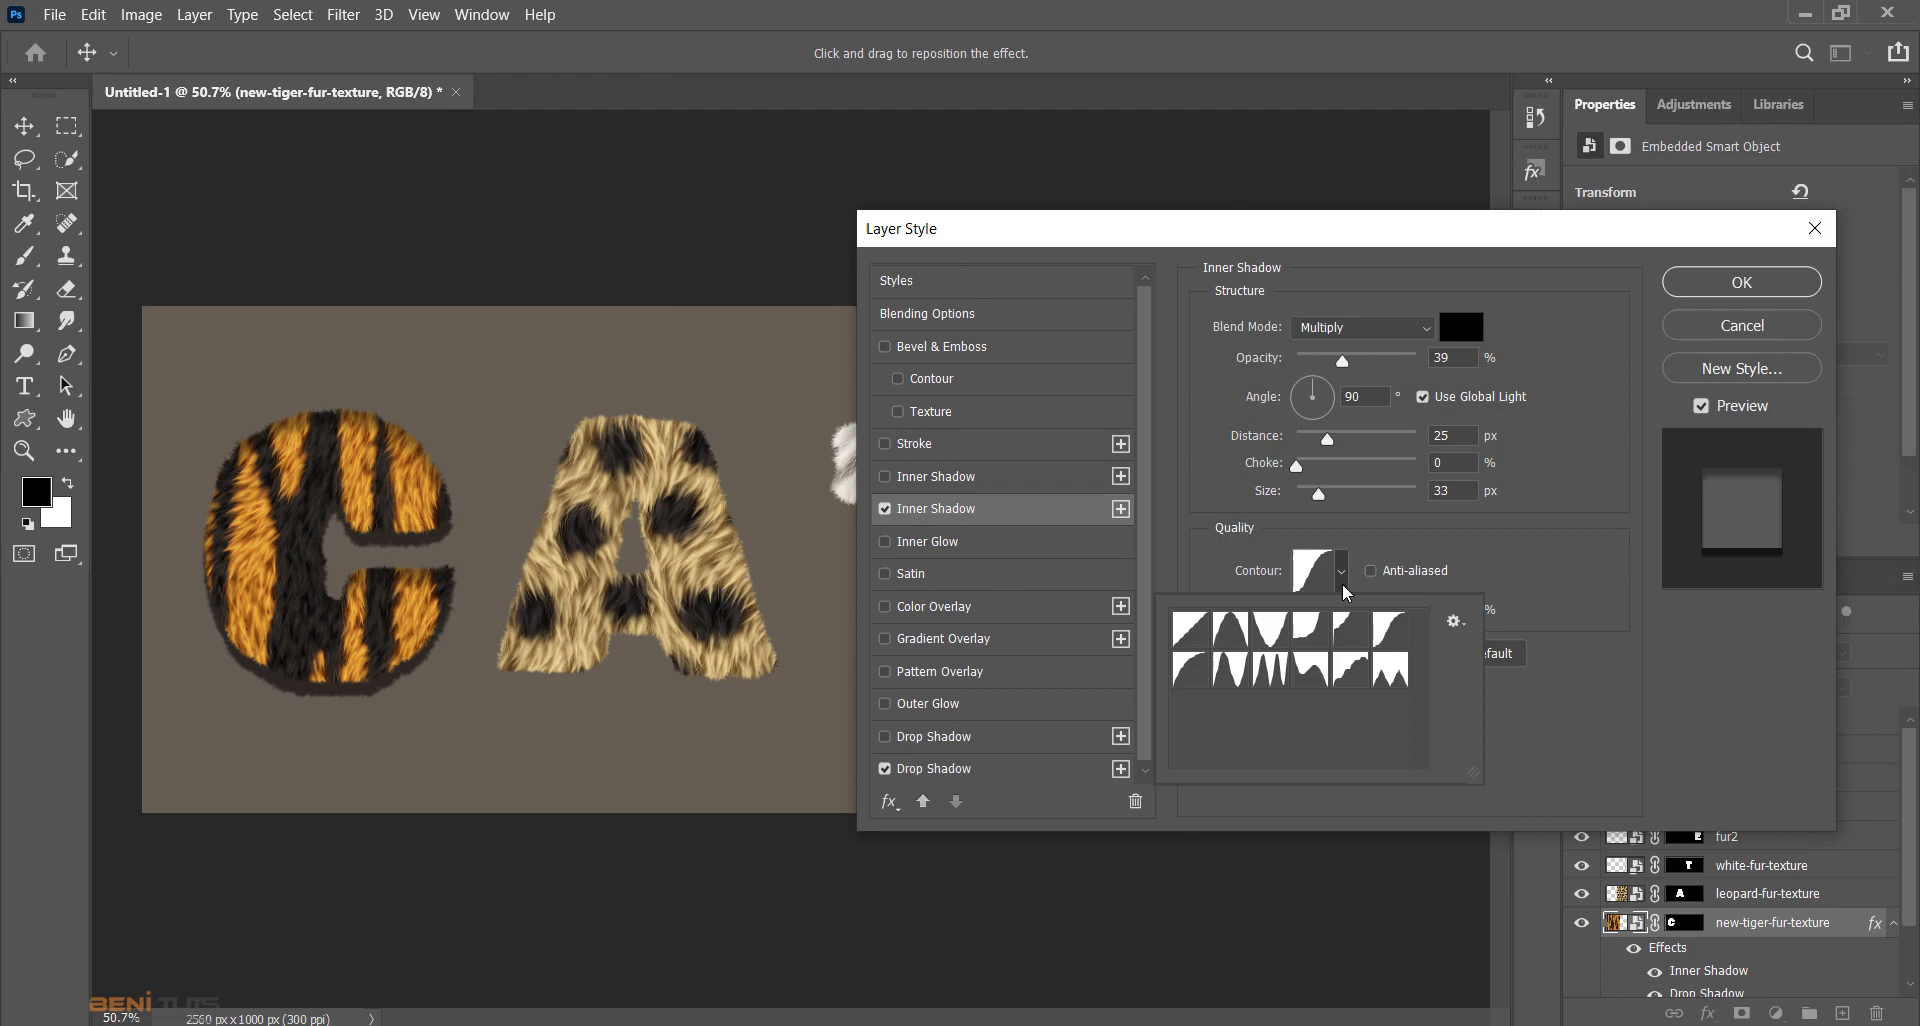 Ps File Edit Image Layer Type Select Filter 3D View Window Help
Click and drag to reposition the effect.
Untitled-1 @ 50.7% (new-tiger-fur-texture, RGB/8) *
Properties Adjustments Libraries
Embedded Smart Object
Transform
Layer Style
Styles
Blending Options
Bevel & Emboss
Contour
Texture
Stroke
Inner Shadow
Inner Shadow
Inner Glow
Satin
Color Overlay
Gradient Overlay
Pattern Overlay
Outer Glow
Drop Shadow
Drop Shadow
fx
Inner Shadow
Structure
Blend Mode: Multiply
Opacity: 39 %
Angle: 90 ° Use Global Light
Distance: 25 px
Choke: 0 %
Size: 33 px
Quality
Contour: Anti-aliased
%
efault
OK
Cancel
New Style...
Preview
C A
fur2
white-fur-texture
leopard-fur-texture
new-tiger-fur-texture fx
Effects
Inner Shadow
Drop Shadow
BENI TUTS
50.7% 2560 px x 1000 px (300 ppi)